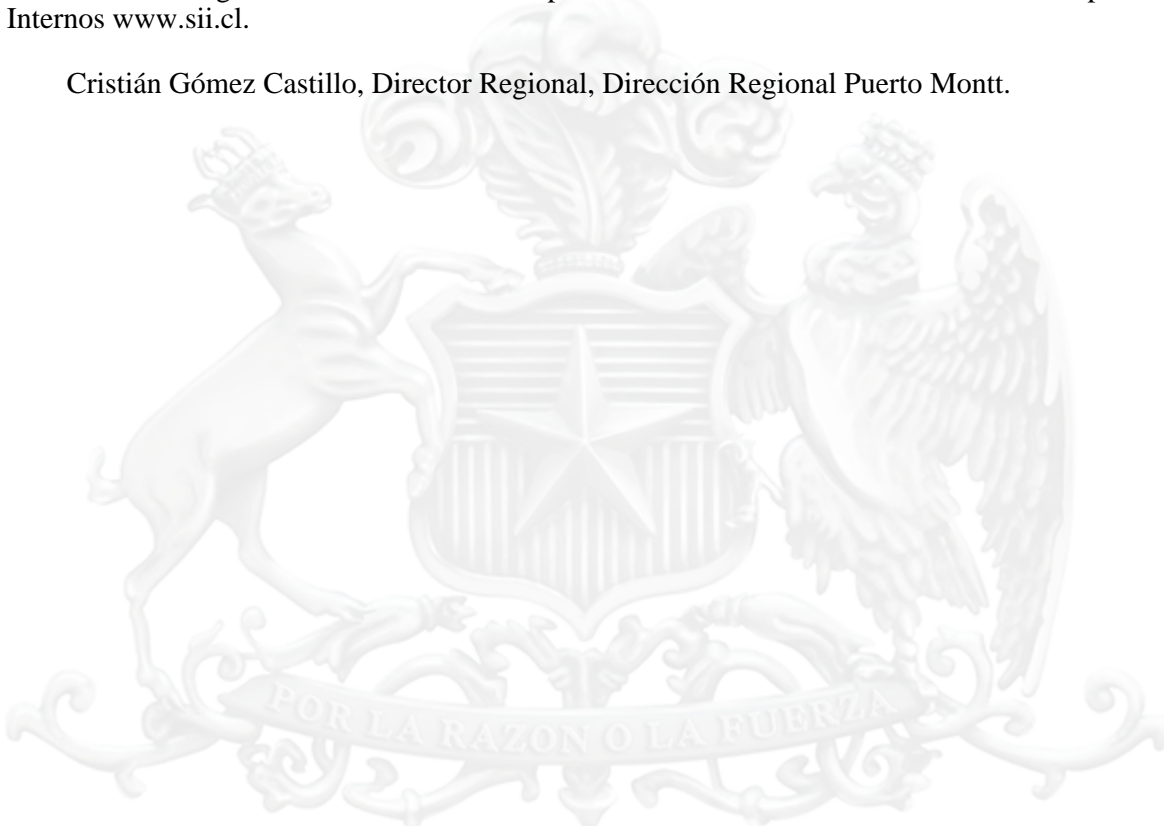 Internos www.sii.cl.
Cristián Gómez Castillo, Director Regional, Dirección Regional Puerto Montt.
POR LA RAZON O LA FUERZA